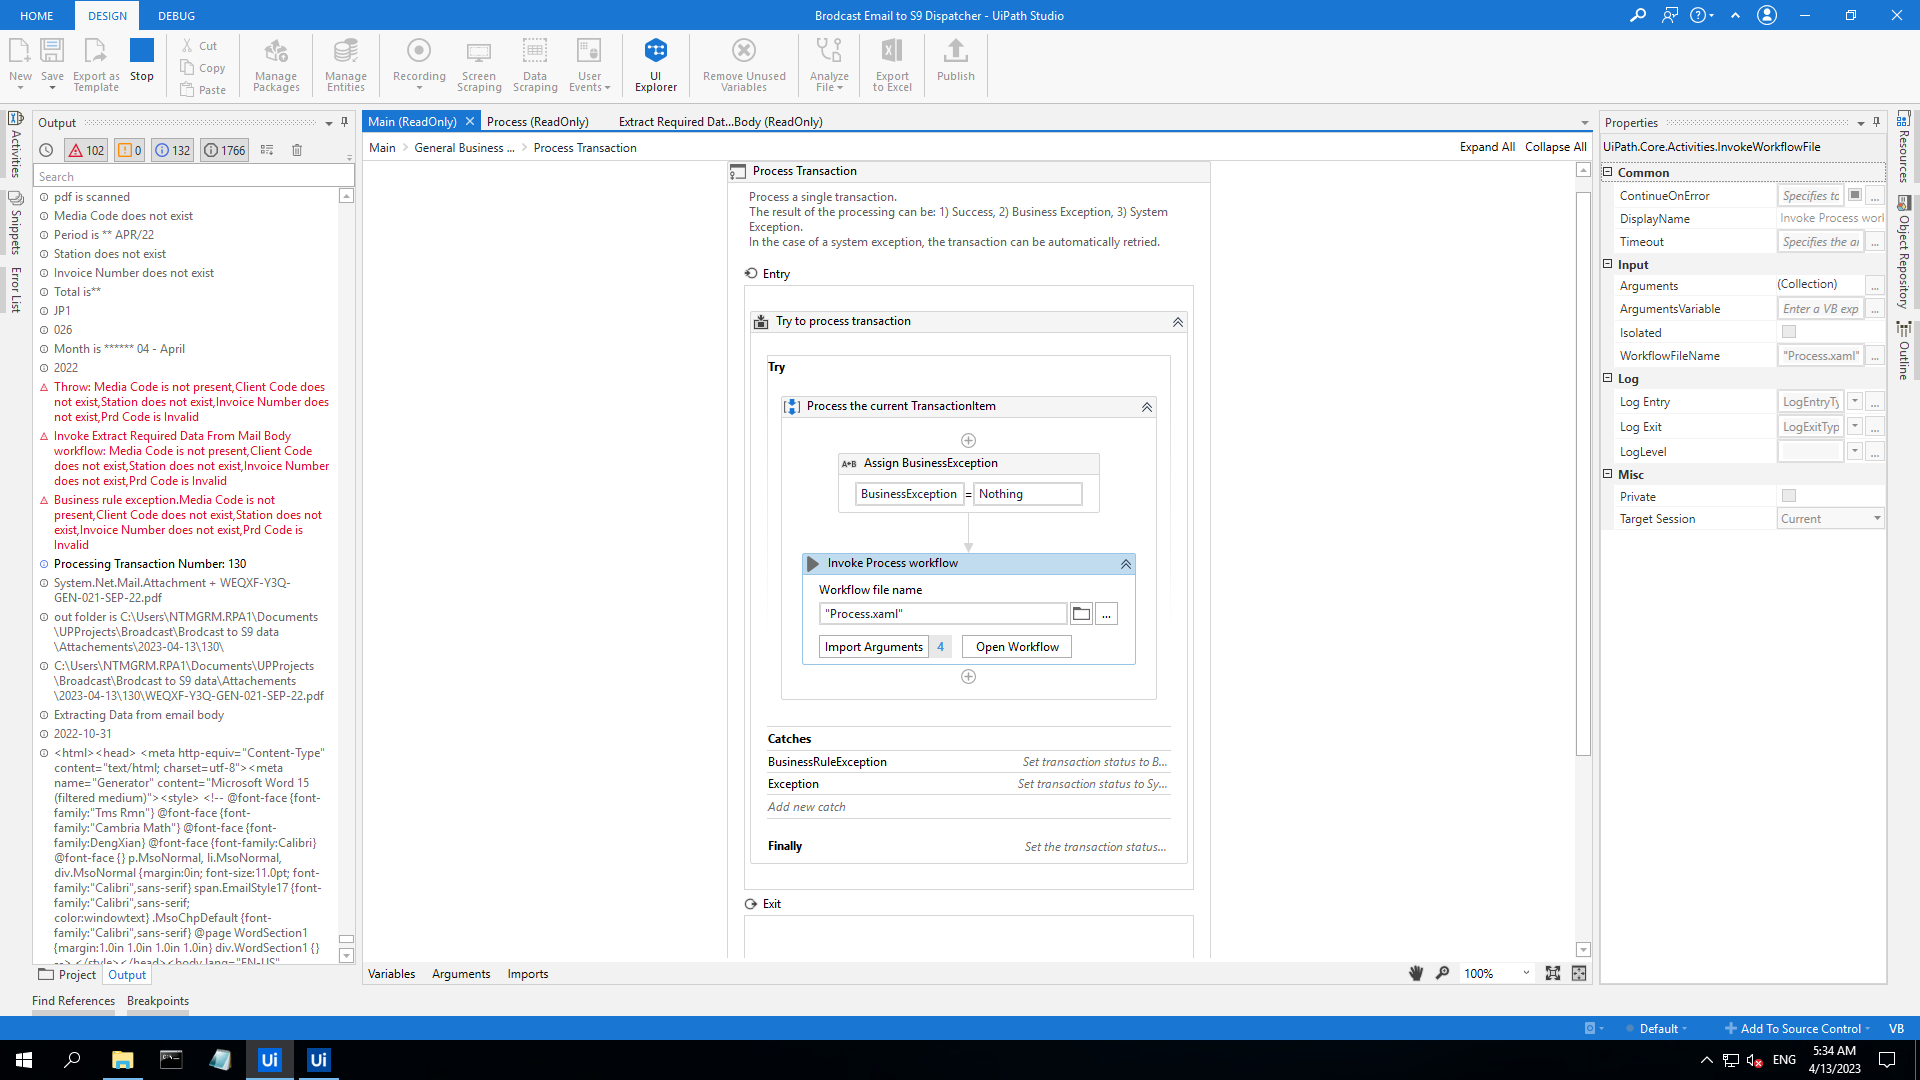 HOME
DESIGN
DEBUG
Brodcast Email to S9 Dispatcher - UiPath Studio
New
Save
Export as Template
Stop
Cut
Copy
Paste
Manage Packages
Manage Entities
Recording
Screen Scraping
Data Scraping
User Events
UI Explorer
Remove Unused Variables
Analyze File
Export to Excel
Publish
Activities
Snippets
Error List
Output
102
0
132
1766
Search
pdf is scanned
Media Code does not exist
Period is ** APR/22
Station does not exist
Invoice Number does not exist
Total is**
JP1
026
Month is ****** 04 - April
2022
Throw: Media Code is not present,Client Code does
not exist,Station does not exist,Invoice Number does
not exist,Prd Code is Invalid
Invoke Extract Required Data From Mail Body
workflow: Media Code is not present,Client Code
does not exist,Station does not exist,Invoice Number
does not exist,Prd Code is Invalid
Business rule exception.Media Code is not
present,Client Code does not exist,Station does not
exist,Invoice Number does not exist,Prd Code is
Invalid
Processing Transaction Number: 130
System.Net.Mail.Attachment + WEQXF-Y3Q-
GEN-021-SEP-22.pdf
out folder is C:\Users\NTMGRM.RPA1\Documents
\UPProjects\Broadcast\Brodcast to S9 data
\Attachements\2023-04-13\130\
C:\Users\NTMGRM.RPA1\Documents\UPProjects
\Broadcast\Brodcast to S9 data\Attachements
\2023-04-13\130\WEQXF-Y3Q-GEN-021-SEP-22.pdf
Extracting Data from email body
2022-10-31
<html><head> <meta http-equiv="Content-Type"
content="text/html; charset=utf-8"><meta
name="Generator" content="Microsoft Word 15
(filtered medium)"><style> <!-- @font-face {font-
family:"Tms Rmn"} @font-face {font-
family:"Cambria Math"} @font-face {font-
family:DengXian} @font-face {font-family:Calibri}
@font-face {} p.MsoNormal, li.MsoNormal,
div.MsoNormal {margin:0in; font-size:11.0pt; font-
family:"Calibri",sans-serif} span.EmailStyle17 {font-
family:"Calibri",sans-serif;
color:windowtext} .MsoChpDefault {font-
family:"Calibri",sans-serif} @page WordSection1
{margin:1.0in 1.0in 1.0in 1.0in} div.WordSection1 {}
--> </style></head><body lang="EN-US"
Project
Output
Find References
Breakpoints
Main (ReadOnly)
Process (ReadOnly)
Extract Required Dat...Body (ReadOnly)
Main
General Business ...
Process Transaction
Expand All
Collapse All
Process Transaction
Process a single transaction.
The result of the processing can be: 1) Success, 2) Business Exception, 3) System
Exception.
In the case of a system exception, the transaction can be automatically retried.
Entry
Try to process transaction
Try
Process the current TransactionItem
A*B Assign BusinessException
BusinessException = Nothing
Invoke Process workflow
Workflow file name
"Process.xaml"
...
Import Arguments 4
Open Workflow
Catches
BusinessRuleException Set transaction status to B...
Exception Set transaction status to Sy...
Add new catch
Finally Set the transaction status...
Exit
Variables
Arguments
Imports
100%
Properties
UiPath.Core.Activities.InvokeWorkflowFile
Common
ContinueOnError Specifies to ...
DisplayName Invoke Process work
Timeout Specifies the ar ...
Input
Arguments (Collection) ...
ArgumentsVariable Enter a VB exp ...
Isolated
WorkflowFileName "Process.xaml" ...
Log
Log Entry LogEntryTy ...
Log Exit LogExitTyp ...
LogLevel ...
Misc
Private
Target Session Current
Resources
Object Repository
Outline
Default
Add To Source Control
VB
Ui
Ui
ENG
5:34 AM
4/13/2023